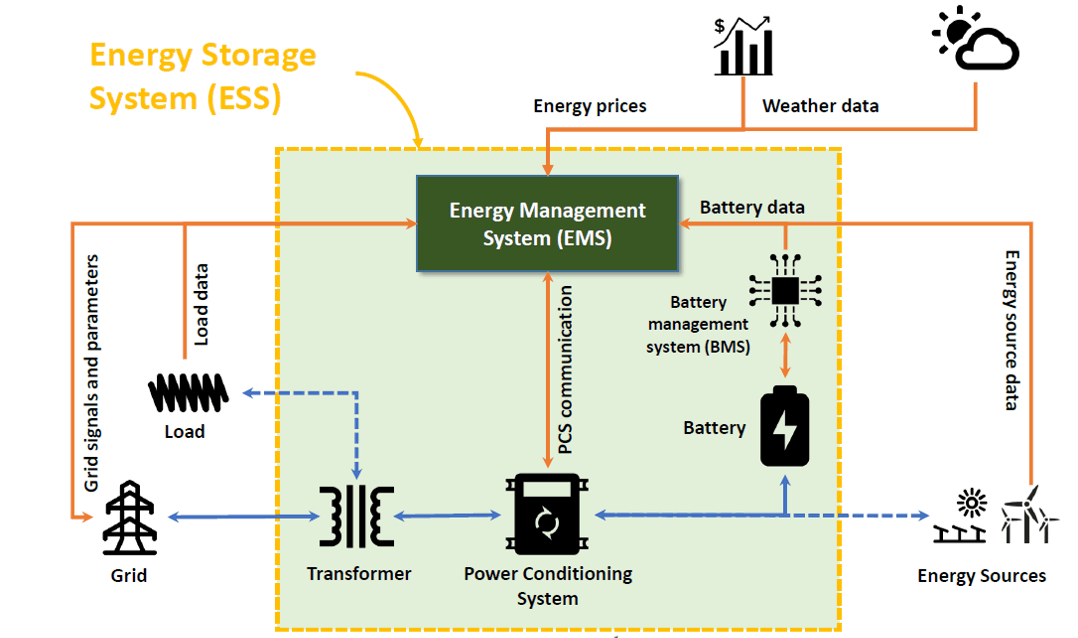 Energy Storage
System (ESS)
$
Energy prices
Weather data
Energy Management
System (EMS)
Battery data
Grid signals and parameters
Load data
PCS communication
Battery
management
system (BMS)
Energy source data
Load
Battery
Grid
Transformer
Power Conditioning
System
Energy Sources